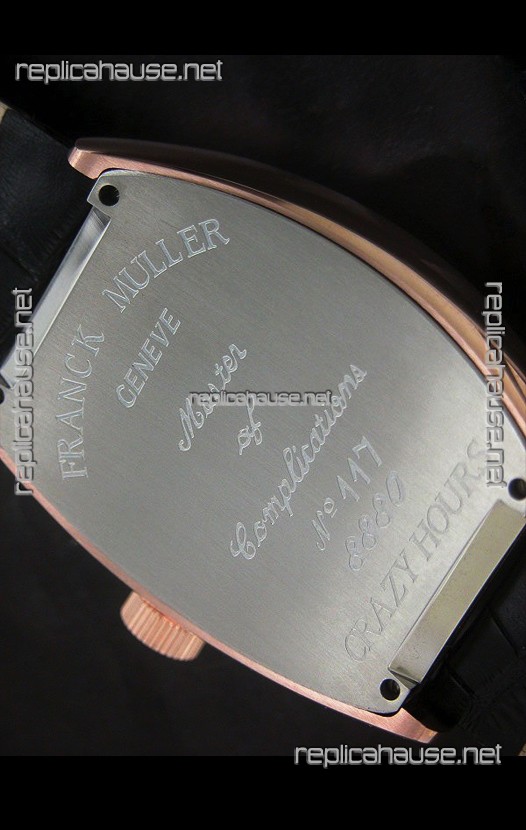 replicahause.net
replicahause.net
FRANCK MULLER
GENEVE
Master
replicahause.net
of
Complications
No 117
8880
CRAZY HOURS
replicahause.net
replicahause.net